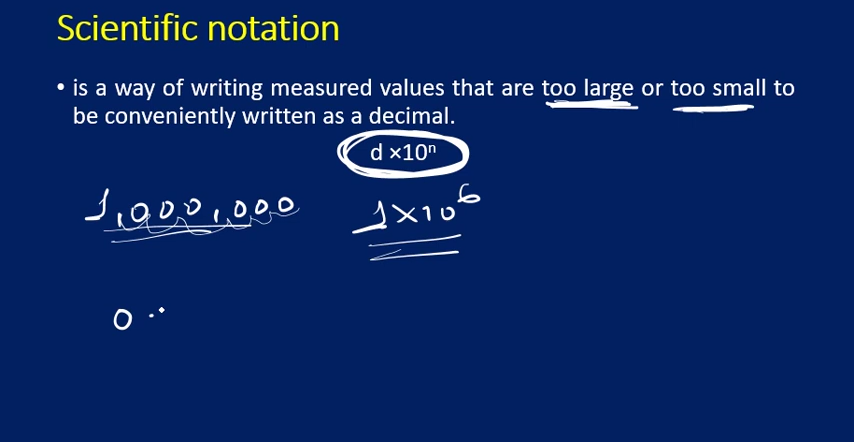 Scientific notation
• is a way of writing measured values that are too large or too small to
be conveniently written as a decimal.
d ×10ⁿ
1,000,000 1×10⁶
0.